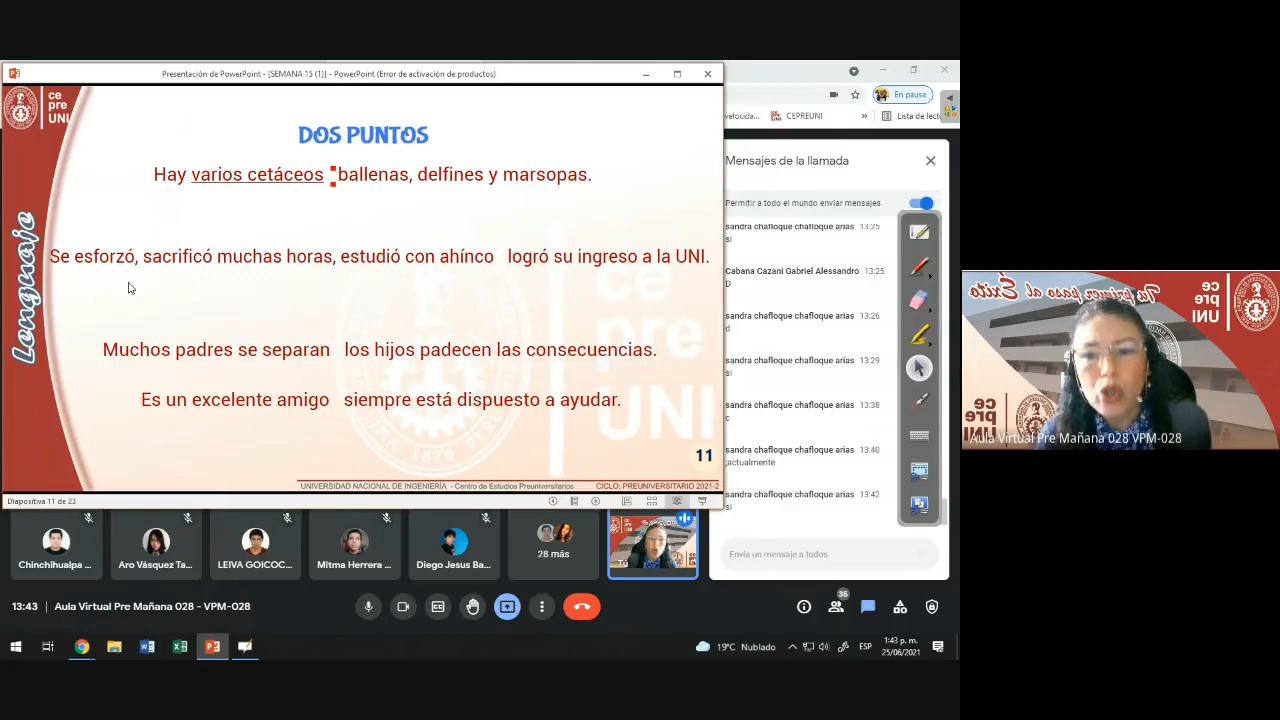 Presentación de PowerPoint - [SEMANA 15 (1)] - PowerPoint (Error de activación de productos)
ce
pre
UNI
DOS PUNTOS
Hay varios cetáceos : ballenas, delfines y marsopas.
Se esforzó, sacrificó muchas horas, estudió con ahínco logró su ingreso a la UNI.
Muchos padres se separan los hijos padecen las consecuencias.
Es un excelente amigo siempre está dispuesto a ayudar.
Lenguaje
ce
pre
UNI
1876
11
UNIVERSIDAD NACIONAL DE INGENIERÍA - Centro de Estudios Preuniversitarios
CICLO: PREUNIVERSITARIO 2021-2
Diapositiva 11 de 23
En pausa
velocida...
CEPREUNI
»
Lista de lect
Mensajes de la llamada
Permitir a todo el mundo enviar mensajes
sandra chafloque chafloque arias 13:25
si
Cabana Cazani Gabriel Alessandro 13:25
D
sandra chafloque chafloque arias 13:26
d
sandra chafloque chafloque arias 13:29
si
sandra chafloque chafloque arias 13:38
c
sandra chafloque chafloque arias 13:40
;actualmente
sandra chafloque chafloque arias 13:42
si
Envía un mensaje a todos
Chinchihualpa ...
Aro Vásquez Ta...
LEIVA GOICOC...
Mitma Herrera ...
Diego Jesus Ba...
28 más
13:43 | Aula Virtual Pre Mañana 028 - VPM-028
36
19°C Nublado
ESP
1:43 p. m.
25/06/2021
Tu primer paso al Éxito
ce
pre
UNI
Aula Virtual Pre Mañana 028 VPM-028